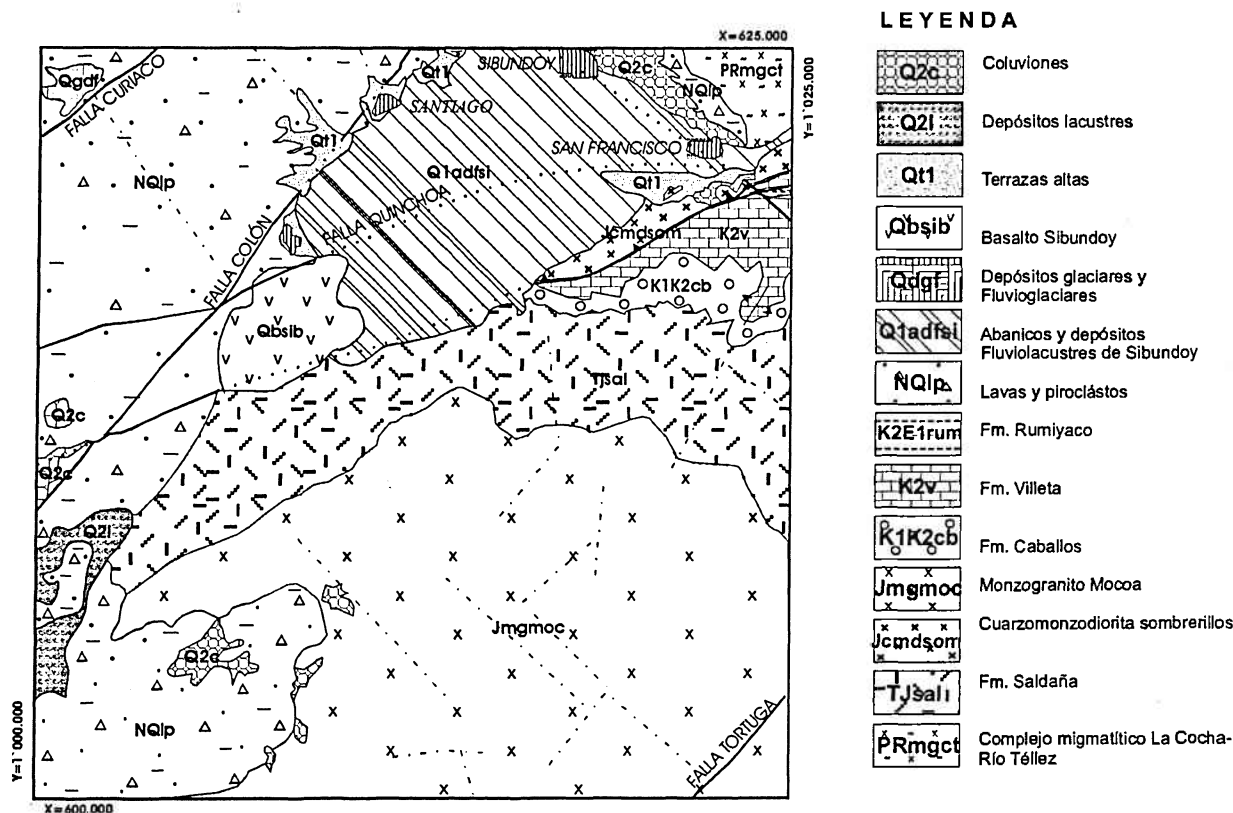 LEYENDA
X=625.000
Y=1´025.000
Qgdf
FALLA CURIACO
Qt1
SIBUNDOY
Q2c
PRmgct
NQlp
SANTIAGO
Qt1
SAN FRANCISCO
NQlp
Q1adfsi
Qt1
FALLA QUINCHOA
FALLA COLÓN
Jcmdsom
K2v
K1K2cb
Qbsib
Tjsal
Q2c
Q2c
Q2l
Jmgmoc
Q2c
NQlp
FALLA TORTUGA
Y=1´000.000
X=600.000
Q2c Coluviones
Q2l Depósitos lacustres
Qt1 Terrazas altas
Qbsib Basalto Sibundoy
Qdgf Depósitos glaciares y
Fluvioglaciares
Q1adfsi Abanicos y depósitos
Fluviolacustres de Sibundoy
NQlp Lavas y piroclástos
K2E1rum Fm. Rumiyaco
K2v Fm. Villeta
K1K2cb Fm. Caballos
Jmgmoc Monzogranito Mocoa
Jcmdsom Cuarzomonzodiorita sombrerillos
TJsal Fm. Saldaña
PRmgct Complejo migmatítico La Cocha-
Río Téllez